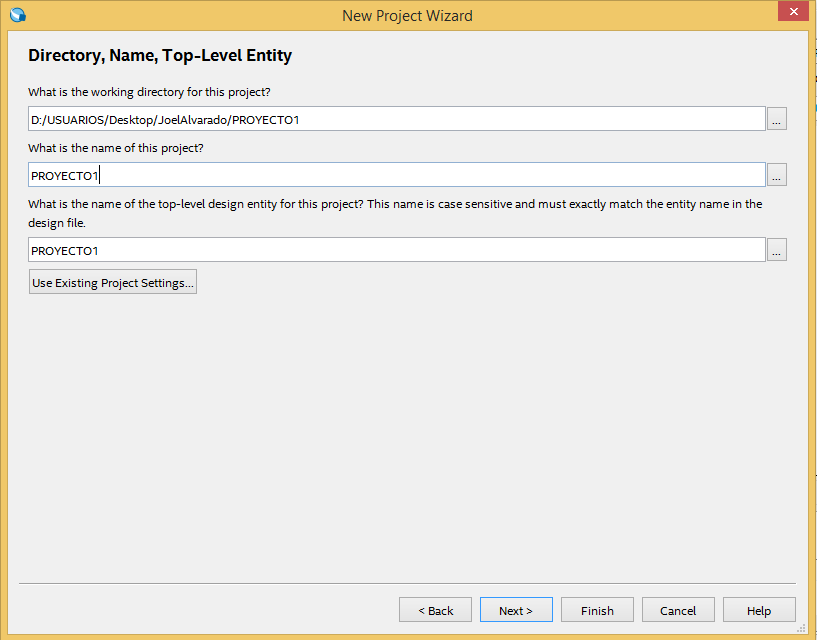 New Project Wizard
Directory, Name, Top-Level Entity
What is the working directory for this project?
D:/USUARIOS/Desktop/JoelAlvarado/PROYECTO1
...
What is the name of this project?
PROYECTO1
...
What is the name of the top-level design entity for this project? This name is case sensitive and must exactly match the entity name in the
design file.
PROYECTO1
...
Use Existing Project Settings...
< Back Next > Finish Cancel Help